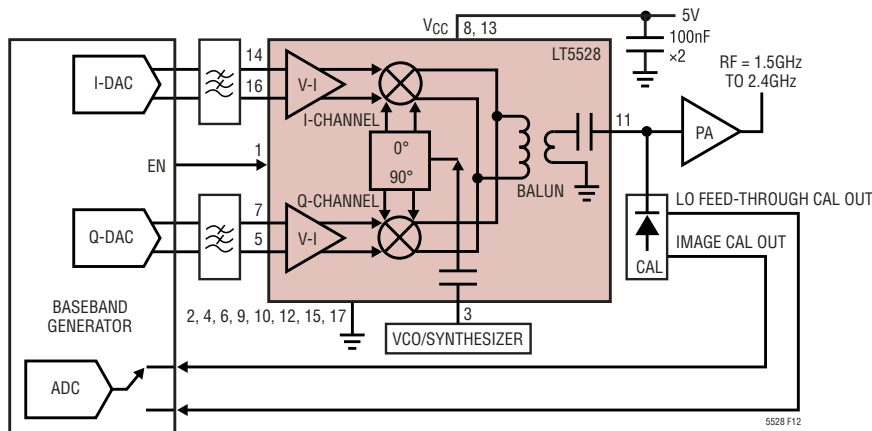 VCC
8, 13
5V
100nF
×2
LT5528
RF = 1.5GHz
TO 2.4GHz
I-DAC
14
16
V-I
I-CHANNEL
11
PA
EN
1
0°
90°
BALUN
Q-CHANNEL
LO FEED-THROUGH CAL OUT
Q-DAC
7
5
V-I
IMAGE CAL OUT
CAL
BASEBAND
GENERATOR
2, 4, 6, 9, 10, 12, 15, 17
3
VCO/SYNTHESIZER
ADC
5528 F12